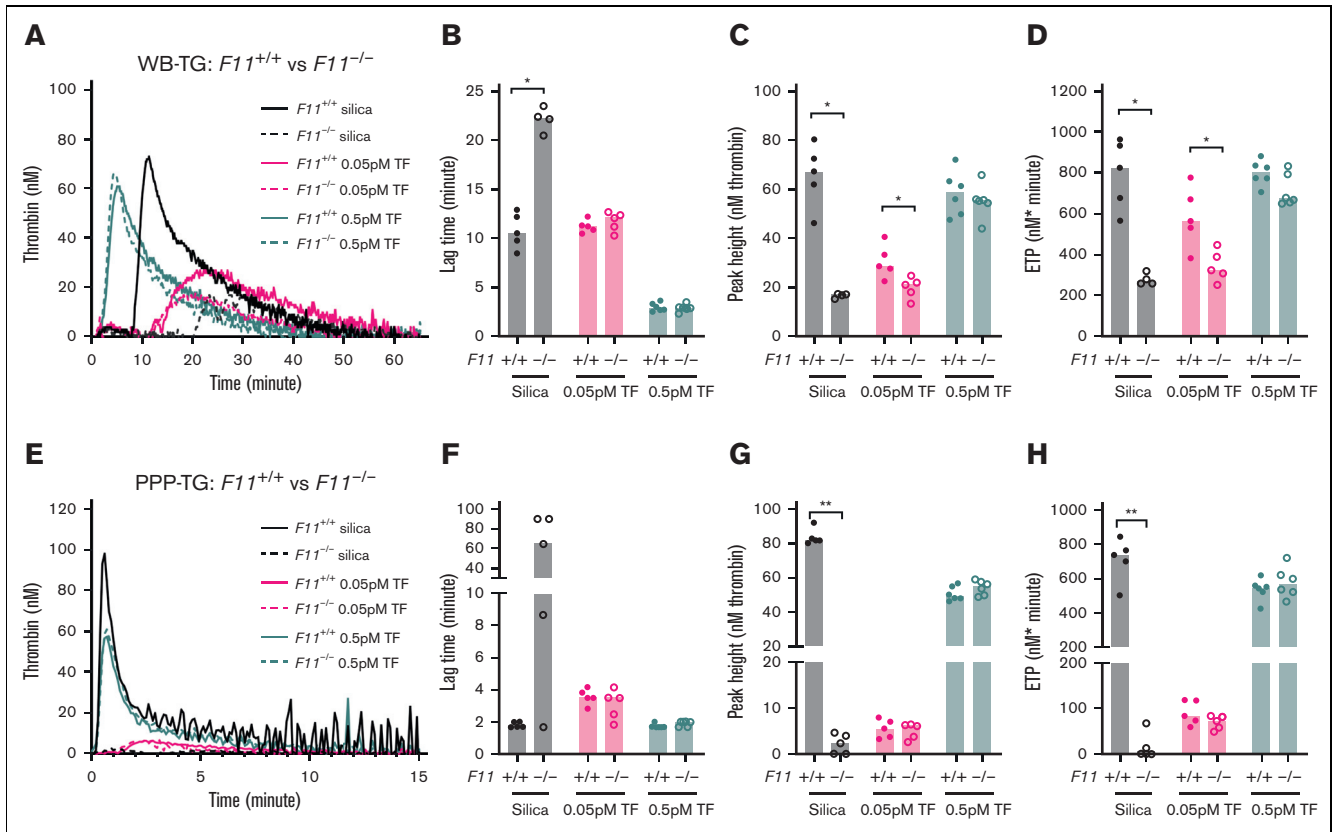 A
WB-TG: F11+/+ vs F11−/−
Thrombin (nM)
100
80
60
40
20
0
0 10 20 30 40 50 60
Time (minute)
F11+/+ silica
F11−/− silica
F11+/+ 0.05pM TF
F11−/− 0.05pM TF
F11+/+ 0.5pM TF
F11−/− 0.5pM TF
B
Lag time (minute)
25
20
15
10
5
0
*
F11 +/+ −/− +/+ −/− +/+ −/−
Silica 0.05pM TF 0.5pM TF
C
Peak height (nM thrombin)
100
80
60
40
20
0
*
*
F11 +/+ −/− +/+ −/− +/+ −/−
Silica 0.05pM TF 0.5pM TF
D
ETP (nM* minute)
1200
1000
800
600
400
200
0
*
*
F11 +/+ −/− +/+ −/− +/+ −/−
Silica 0.05pM TF 0.5pM TF
E
PPP-TG: F11+/+ vs F11−/−
Thrombin (nM)
120
100
80
60
40
20
0
0 5 10 15
Time (minute)
F11+/+ silica
F11−/− silica
F11+/+ 0.05pM TF
F11−/− 0.05pM TF
F11+/+ 0.5pM TF
F11−/− 0.5pM TF
F
Lag time (minute)
100
80
60
40
10
8
6
4
2
0
F11 +/+ −/− +/+ −/− +/+ −/−
Silica 0.05pM TF 0.5pM TF
G
Peak height (nM thrombin)
100
80
60
40
20
20
10
0
**
F11 +/+ −/− +/+ −/− +/+ −/−
Silica 0.05pM TF 0.5pM TF
H
ETP (nM* minute)
1000
800
600
400
200
200
100
0
**
F11 +/+ −/− +/+ −/− +/+ −/−
Silica 0.05pM TF 0.5pM TF